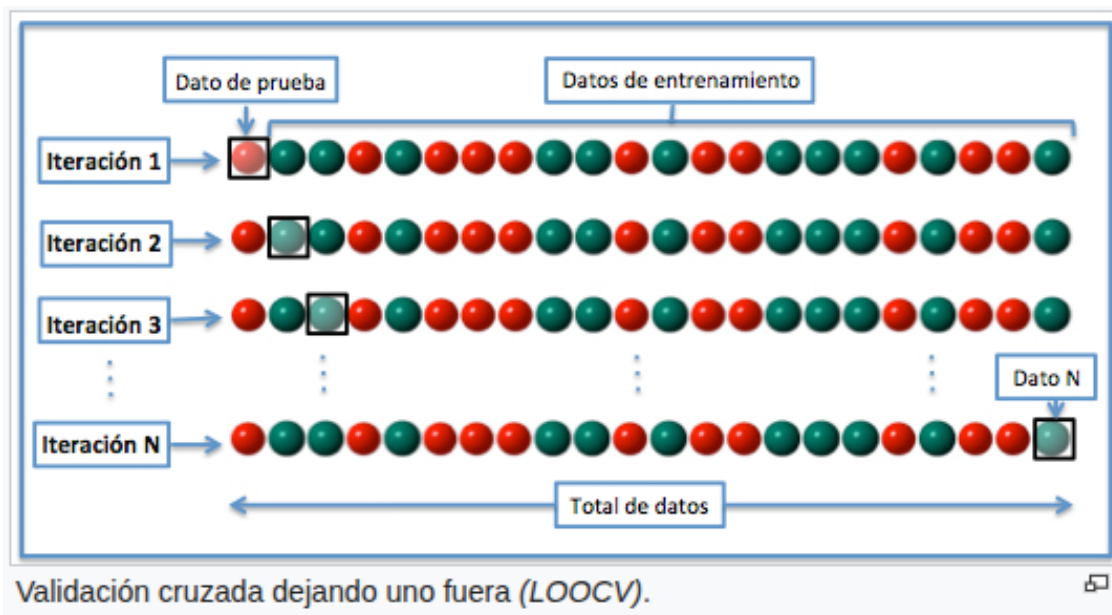 Dato de prueba
Datos de entrenamiento
Iteración 1
Iteración 2
Iteración 3
Dato N
Iteración N
Total de datos
Validación cruzada dejando uno fuera (LOOCV).